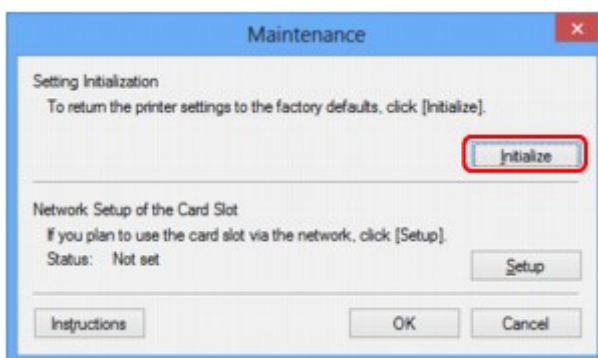 Maintenance
Setting Initialization
To return the printer settings to the factory defaults, click [Initialize].
Initialize
Network Setup of the Card Slot
If you plan to use the card slot via the network, click [Setup].
Status: Not set
Setup
Instructions OK Cancel